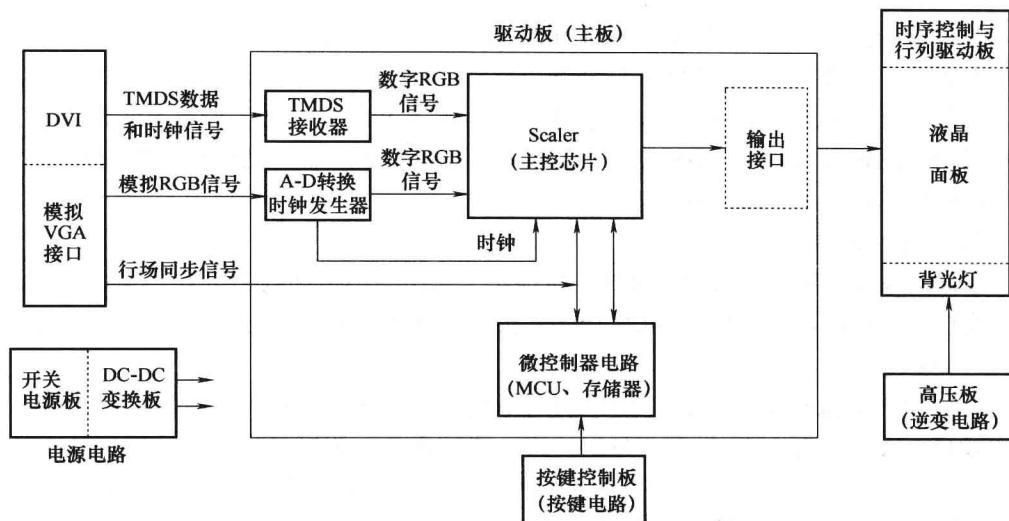 驱动板（主板）
DVI
模拟
VGA
接口
TMDS数据
和时钟信号
模拟RGB信号
行场同步信号
TMDS
接收器
数字RGB
信号
A-D转换
时钟发生器
数字RGB
信号
时钟
Scaler
（主控芯片）
输出
接口
时序控制与
行列驱动板
液晶
面板
背光灯
微控制器电路
（MCU、存储器）
开关
电源板
DC-DC
变换板
电源电路
按键控制板
（按键电路）
高压板
（逆变电路）